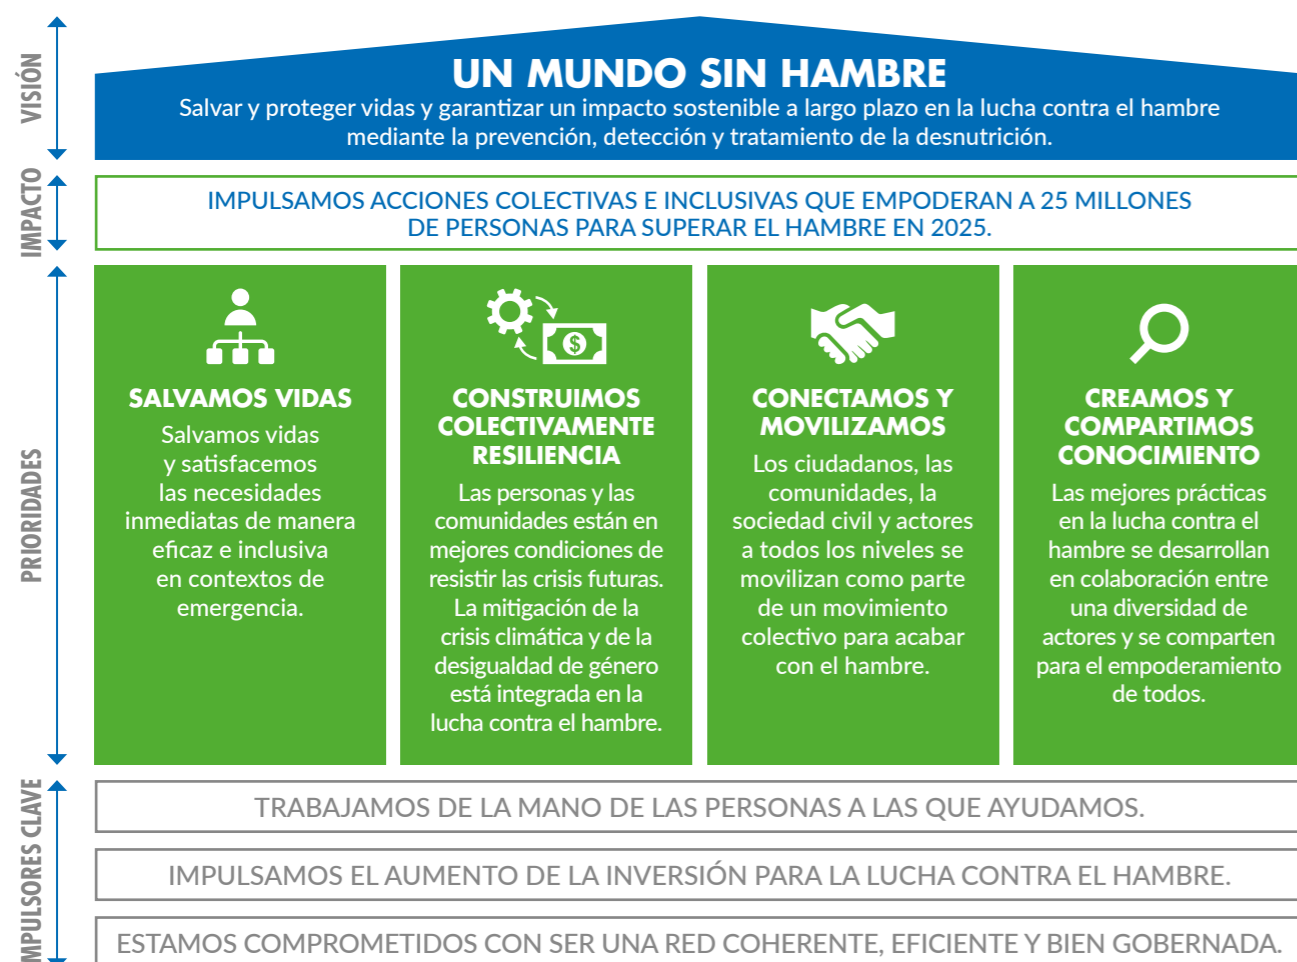 VISIÓN
UN MUNDO SIN HAMBRE
Salvar y proteger vidas y garantizar un impacto sostenible a largo plazo en la lucha contra el hambre
mediante la prevención, detección y tratamiento de la desnutrición.
IMPACTO
IMPULSAMOS ACCIONES COLECTIVAS E INCLUSIVAS QUE EMPODERAN A 25 MILLONES
DE PERSONAS PARA SUPERAR EL HAMBRE EN 2025.
PRIORIDADES
SALVAMOS VIDAS
Salvamos vidas
y satisfacemos
las necesidades
inmediatas de manera
eficaz e inclusiva
en contextos de
emergencia.
$
CONSTRUIMOS
COLECTIVAMENTE
RESILIENCIA
Las personas y las
comunidades están en
mejores condiciones de
resistir las crisis futuras.
La mitigación de la
crisis climática y de la
desigualdad de género
está integrada en la
lucha contra el hambre.
CONECTAMOS Y
MOVILIZAMOS
Los ciudadanos, las
comunidades, la
sociedad civil y actores
a todos los niveles se
movilizan como parte
de un movimiento
colectivo para acabar
con el hambre.
CREAMOS Y
COMPARTIMOS
CONOCIMIENTO
Las mejores prácticas
en la lucha contra el
hambre se desarrollan
en colaboración entre
una diversidad de
actores y se comparten
para el empoderamiento
de todos.
MPULSORES CLAVE
TRABAJAMOS DE LA MANO DE LAS PERSONAS A LAS QUE AYUDAMOS.
IMPULSAMOS EL AUMENTO DE LA INVERSIÓN PARA LA LUCHA CONTRA EL HAMBRE.
ESTAMOS COMPROMETIDOS CON SER UNA RED COHERENTE, EFICIENTE Y BIEN GOBERNADA.